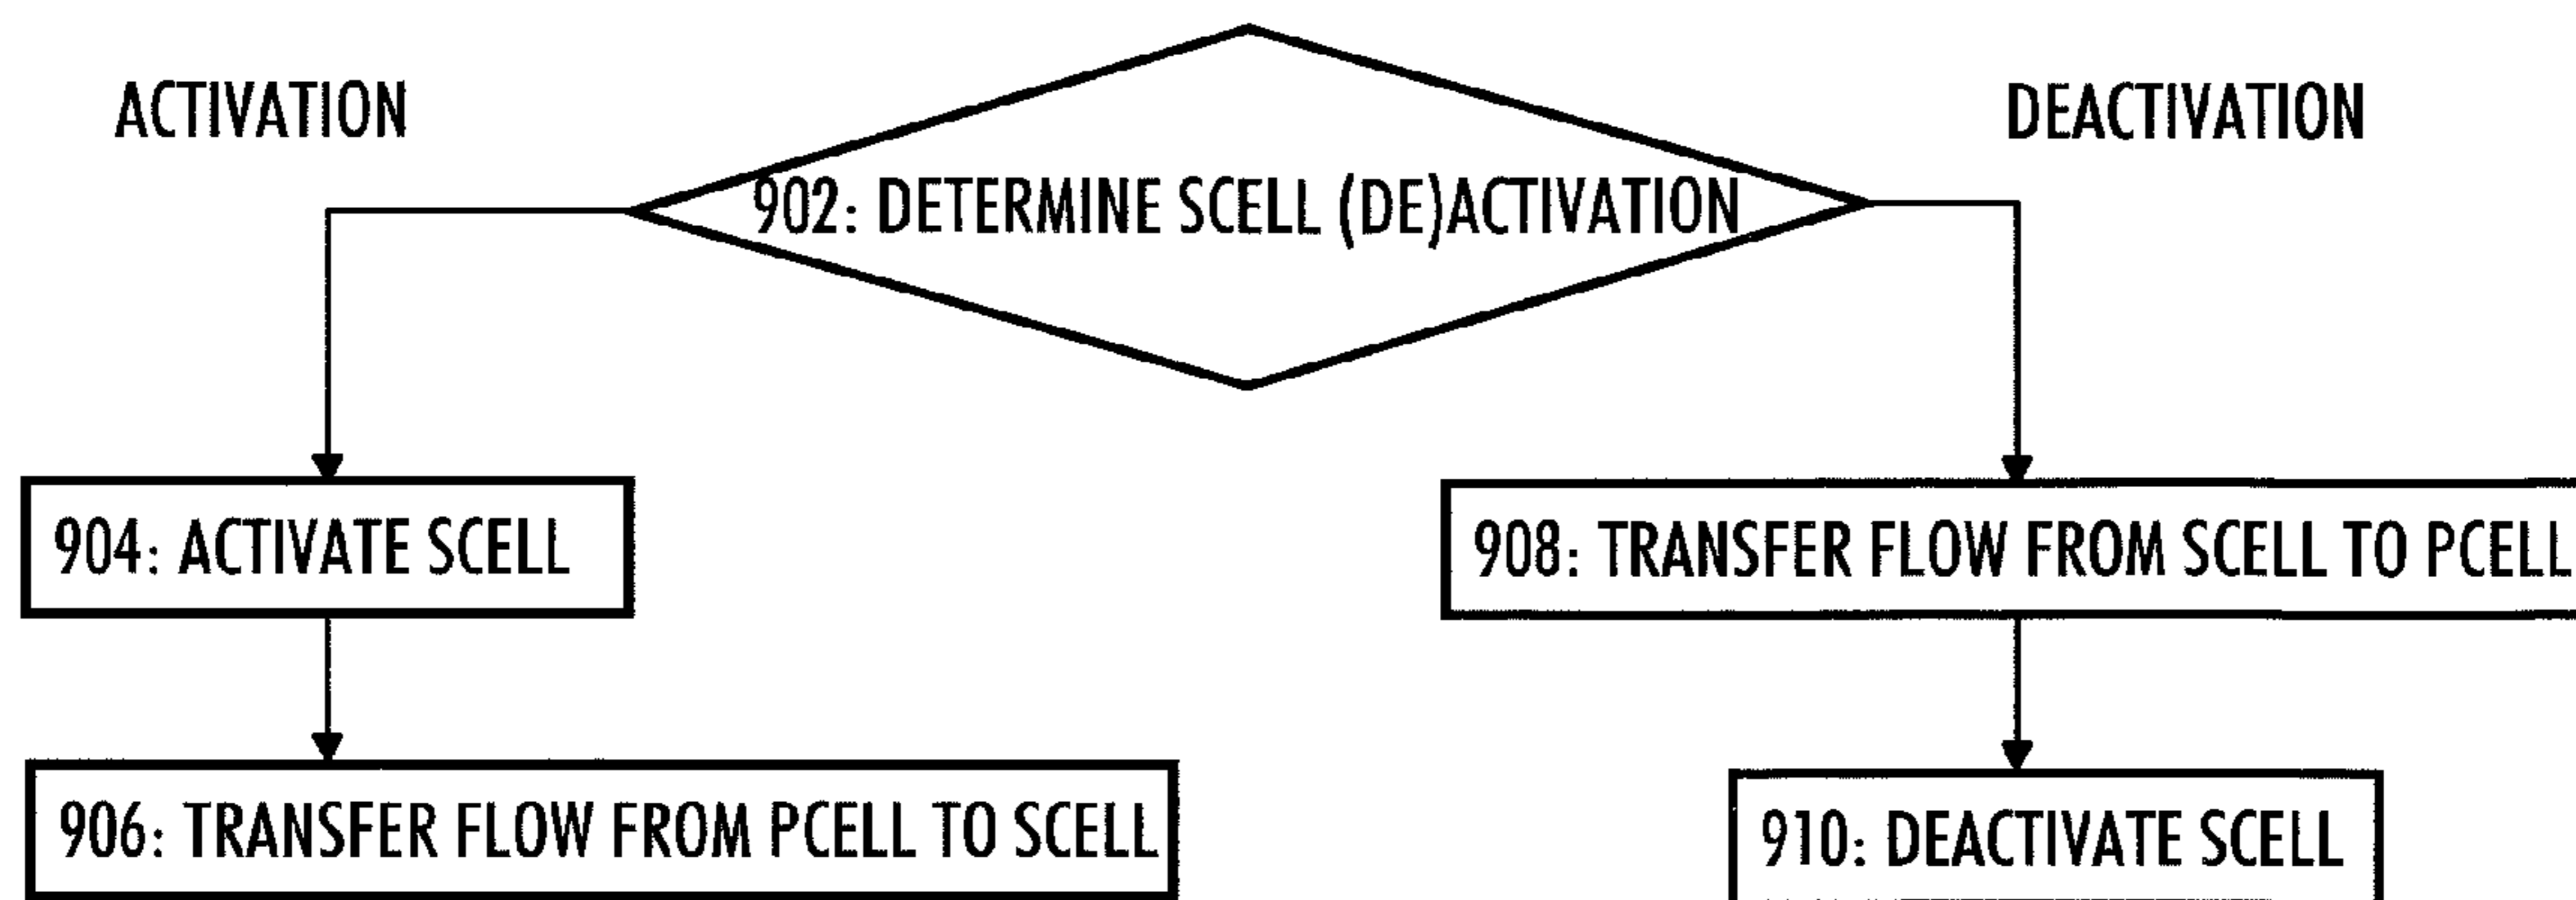 ACTIVATION
DEACTIVATION
902: DETERMINE SCELL (DE)ACTIVATION
904: ACTIVATE SCELL
908: TRANSFER FLOW FROM SCELL TO PCELL
906: TRANSFER FLOW FROM PCELL TO SCELL
910: DEACTIVATE SCELL